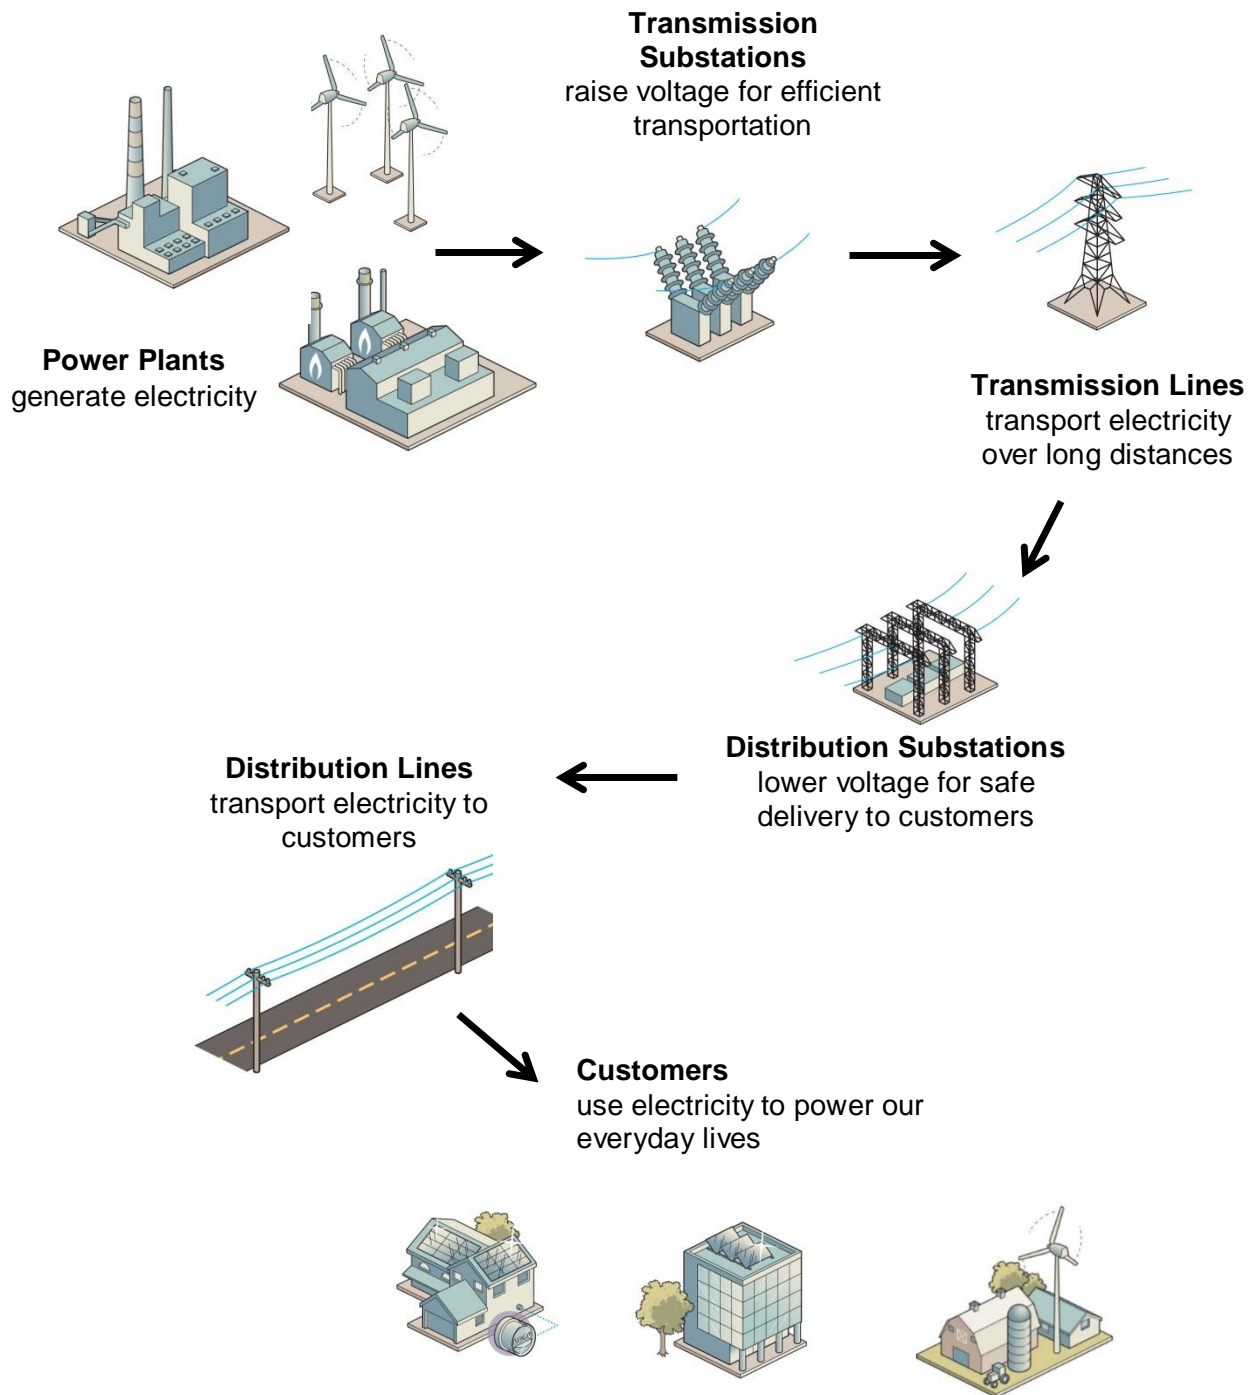 Transmission
Substations
raise voltage for efficient
transportation
Power Plants
generate electricity
Transmission Lines
transport electricity
over long distances
Distribution Substations
lower voltage for safe
delivery to customers
Distribution Lines
transport electricity to
customers
Customers
use electricity to power our
everyday lives